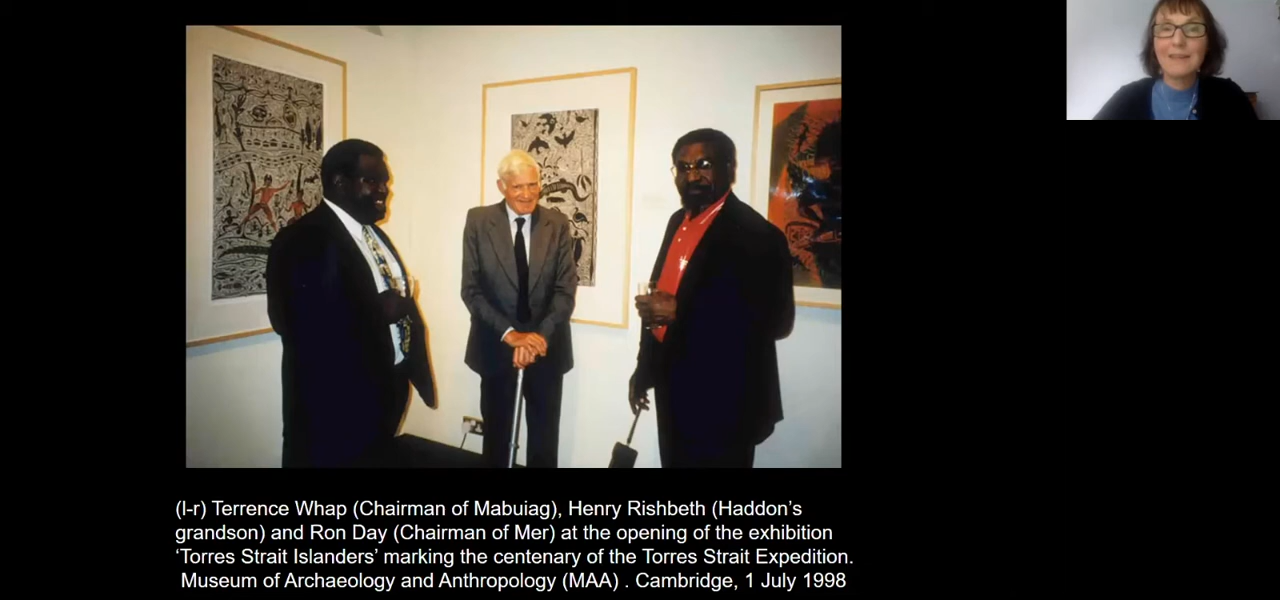 (l-r) Terrence Whap (Chairman of Mabuiag), Henry Rishbeth (Haddon’s
grandson) and Ron Day (Chairman of Mer) at the opening of the exhibition
‘Torres Strait Islanders’ marking the centenary of the Torres Strait Expedition.
Museum of Archaeology and Anthropology (MAA) . Cambridge, 1 July 1998